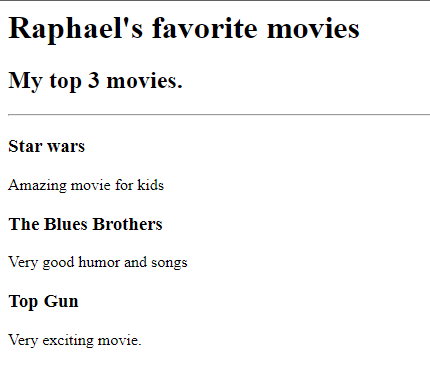 Raphael's favorite movies
My top 3 movies.
Star wars
Amazing movie for kids
The Blues Brothers
Very good humor and songs
Top Gun
Very exciting movie.